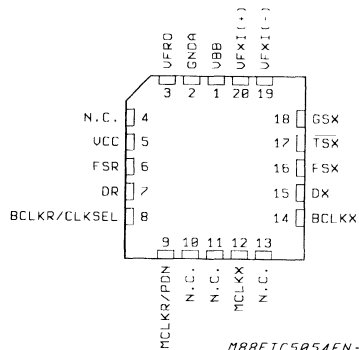 VFRO GNDA VBB VFXI(+) VFXI(-)
3 2 1 20 19
N.C. 4
VCC 5
FSR 6
DR 7
BCLKR/CLKSEL 8
18 GSX
17 TSX
16 FSX
15 DX
14 BCLKX
9 10 11 12 13
MCLKR/PDN N.C. N.C. MCLKX N.C.
M88ETC5054FN-